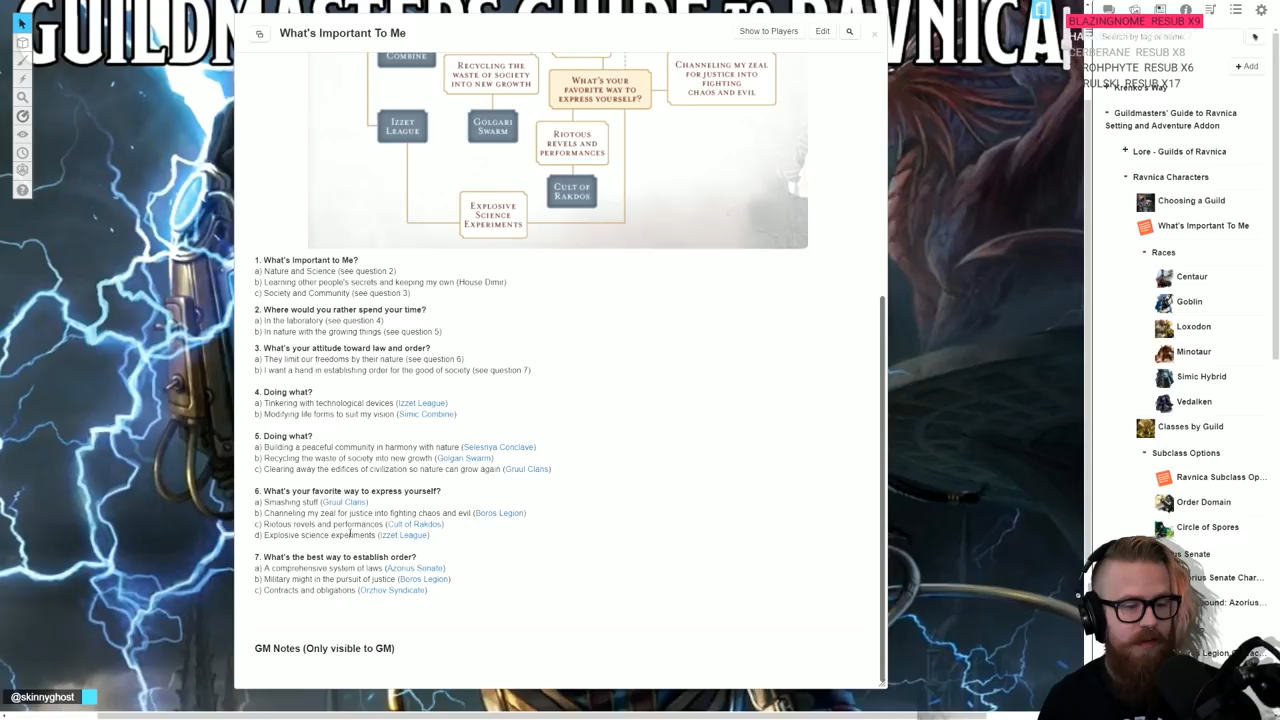 GUILDMASTERS GUIDE TO RAVNICA
What's Important To Me
Show to Players
Edit
BLAZINGNOME RESUB X9
CERBERANE RESUB X8
ROHPHYTE RESUB X6
RULSKI RESUB X17
Search by tag or name
+ Add
COMBINE
RECYCLING THE
WASTE OF SOCIETY
INTO NEW GROWTH
WHAT'S YOUR
FAVORITE WAY TO
EXPRESS YOURSELF?
CHANNELING MY ZEAL
FOR JUSTICE INTO
FIGHTING
CHAOS AND EVIL
IZZET
LEAGUE
GOLGARI
SWARM
RIOTOUS
REVELS AND
PERFORMANCES
CULT OF
RAKDOS
EXPLOSIVE
SCIENCE
EXPERIMENTS
1. What's Important to Me?
a) Nature and Science (see question 2)
b) Learning other people's secrets and keeping my own (House Dimir)
c) Society and Community (see question 3)
2. Where would you rather spend your time?
a) In the laboratory (see question 4)
b) In nature with the growing things (see question 5)
3. What's your attitude toward law and order?
a) They limit our freedoms by their nature (see question 6)
b) I want a hand in establishing order for the good of society (see question 7)
4. Doing what?
a) Tinkering with technological devices (Izzet League)
b) Modifying life forms to suit my vision (Simic Combine)
5. Doing what?
a) Building a peaceful community in harmony with nature (Selesnya Conclave)
b) Recycling the waste of society into new growth (Golgari Swarm)
c) Clearing away the edifices of civilization so nature can grow again (Gruul Clans)
6. What's your favorite way to express yourself?
a) Smashing stuff (Gruul Clans)
b) Channeling my zeal for justice into fighting chaos and evil (Boros Legion)
c) Riotous revels and performances (Cult of Rakdos)
d) Explosive science experiments (Izzet League)
7. What's the best way to establish order?
a) A comprehensive system of laws (Azorius Senate)
b) Military might in the pursuit of justice (Boros Legion)
c) Contracts and obligations (Orzhov Syndicate)
GM Notes (Only visible to GM)
Krenko's Way
- Guildmasters' Guide to Ravnica
Setting and Adventure Addon
+ Lore - Guilds of Ravnica
- Ravnica Characters
Choosing a Guild
What's Important To Me
- Races
Centaur
Goblin
Loxodon
Minotaur
Simic Hybrid
Vedalken
Classes by Guild
- Subclass Options
Ravnica Subclass Op...
Order Domain
Circle of Spores
Senate
Senate Char...
@skinnyghost